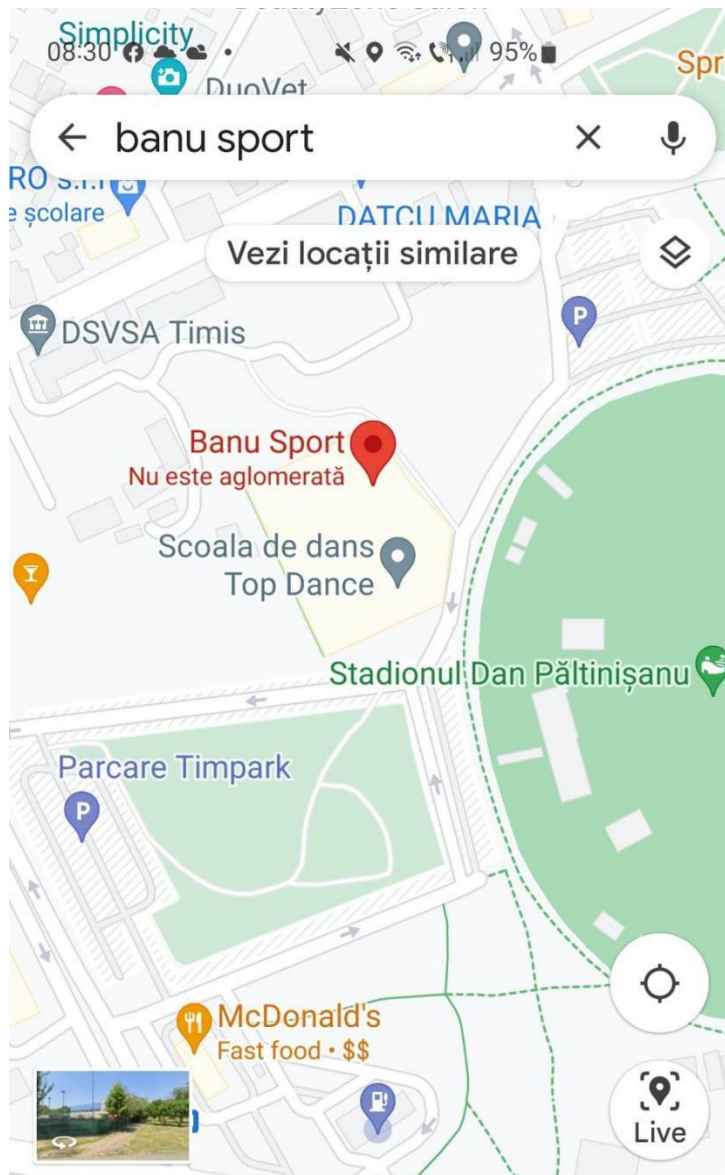 Simplicity
08:30
95%
DuoVet
Spr
banu sport
e școlare
DATCU MARIA
Vezi locații similare
DSVSA Timis
P
Banu Sport
Nu este aglomerată
Scoala de dans
Top Dance
Stadionul Dan Păltinișanu
Parcare Timpark
P
McDonald's
Fast food • $$
Live